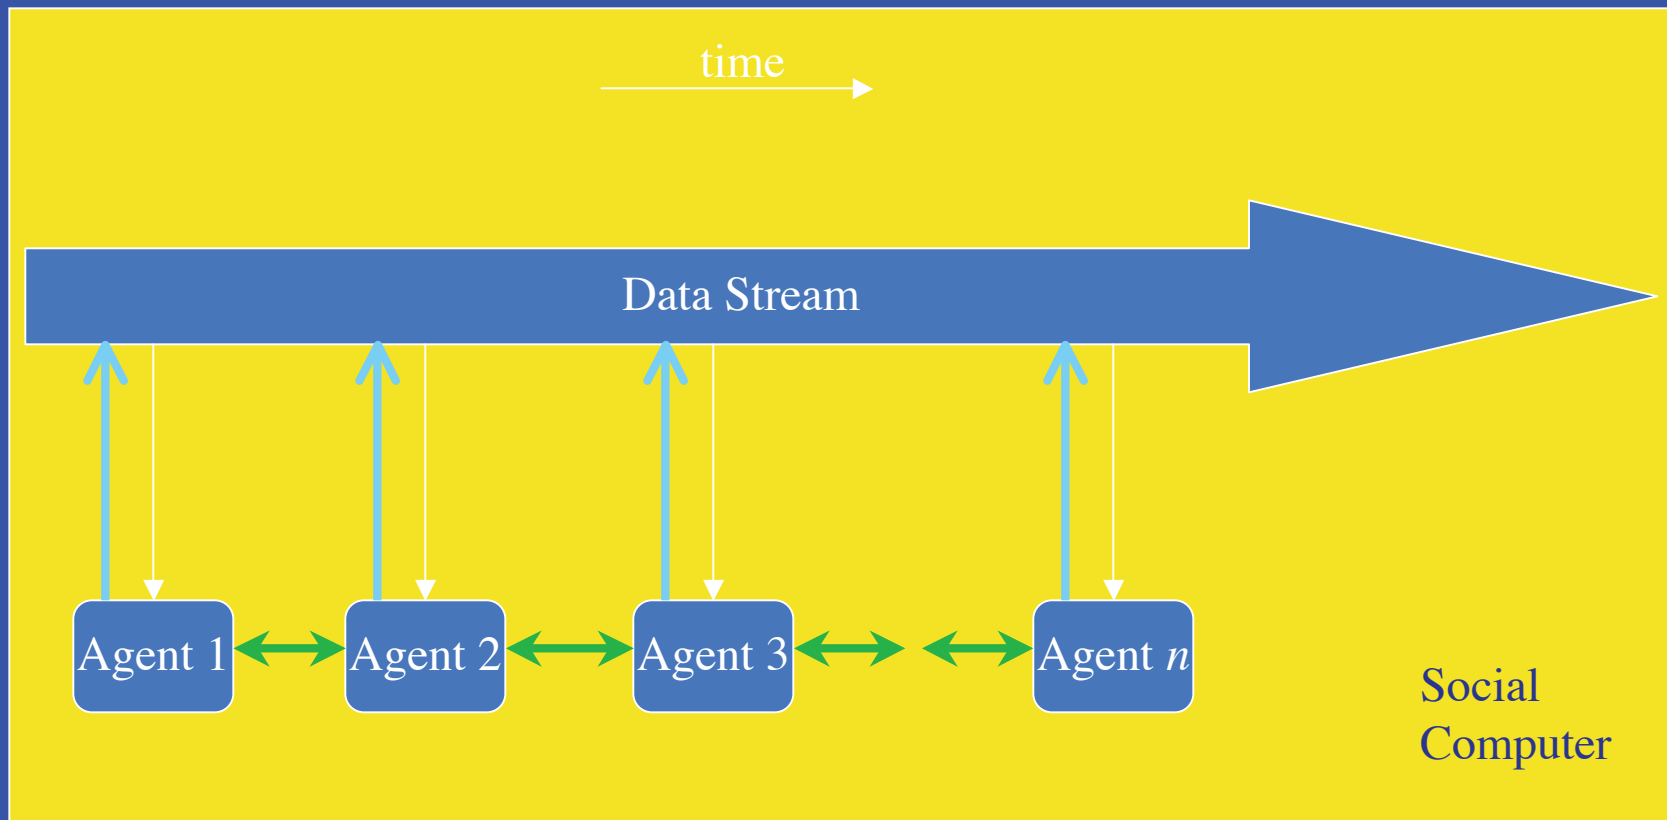 time
Data Stream
Agent 1
Agent 2
Agent 3
Agent n
Social
Computer